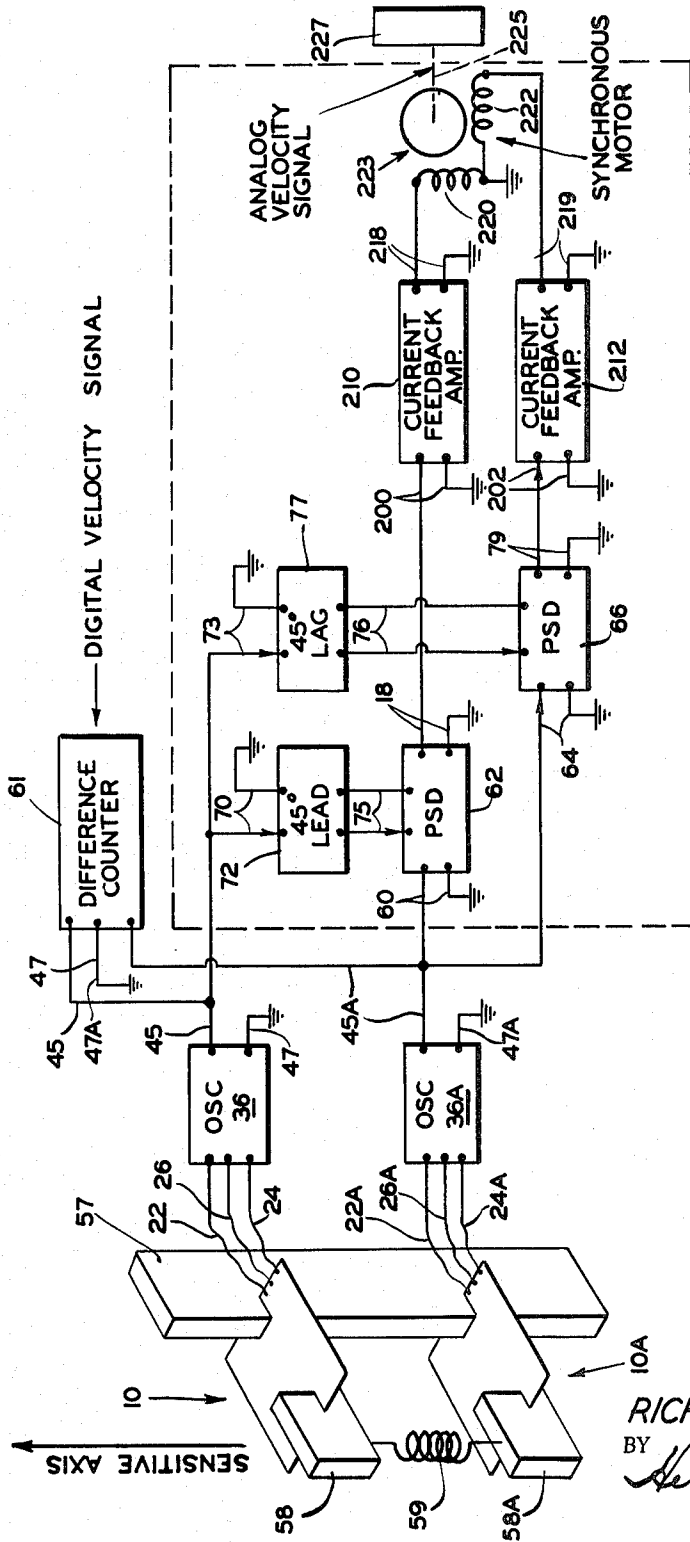 SENSITIVE AXIS
10
57
58
59
58A
10A
22
26
24
22A
26A
24A
OSC
36
OSC
36A
45
47
45A
47A
45
47A
47
61
DIFFERENCE
COUNTER
DIGITAL VELOCITY SIGNAL
70
72
45°
LEAD
75
73
77
45°
LAG
76
60
PSD
62
18
64
PSD
66
79
200
202
210
CURRENT
FEEDBACK
AMP.
CURRENT
FEEDBACK
AMP.
212
218
219
220
222
223
225
227
ANALOG
VELOCITY
SIGNAL
SYNCHRONOUS
MOTOR
RICH
BY